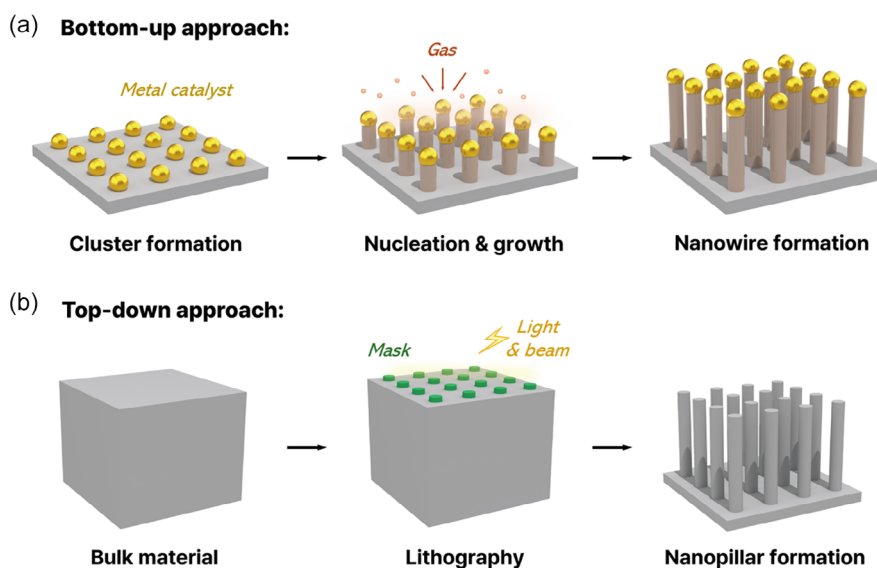 (a) Bottom-up approach:
Metal catalyst
Gas
Cluster formation
Nucleation & growth
Nanowire formation
(b) Top-down approach:
Mask
Light
& beam
Bulk material
Lithography
Nanopillar formation